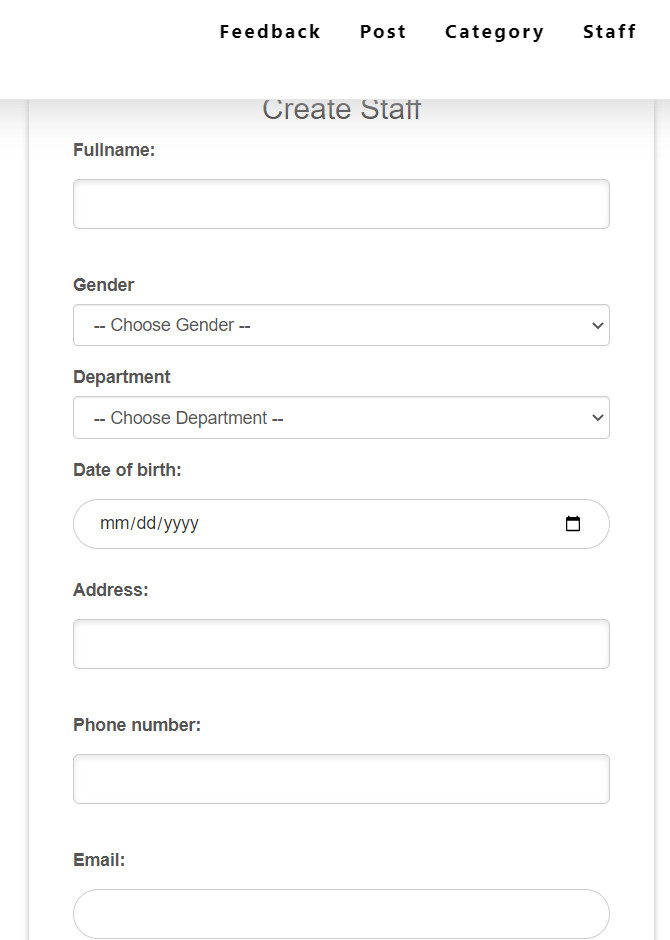 Feedback Post Category Staff
Create Staff
Fullname:
Gender
-- Choose Gender --
Department
-- Choose Department --
Date of birth:
mm/dd/yyyy
Address:
Phone number:
Email: